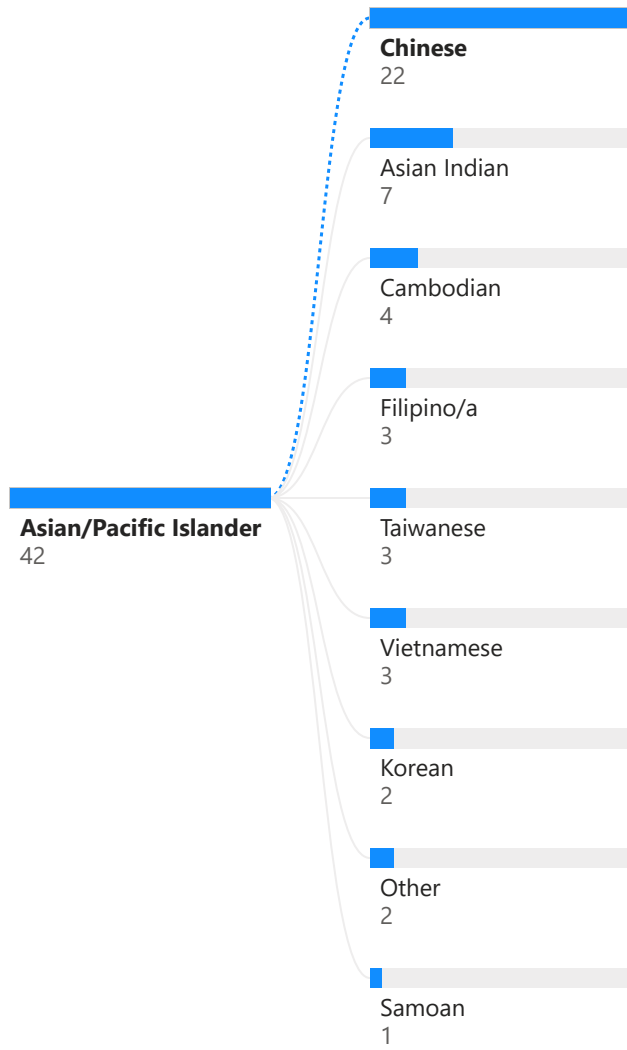 Asian/Pacific Islander
42
Chinese
22
Asian Indian
7
Cambodian
4
Filipino/a
3
Taiwanese
3
Vietnamese
3
Korean
2
Other
2
Samoan
1